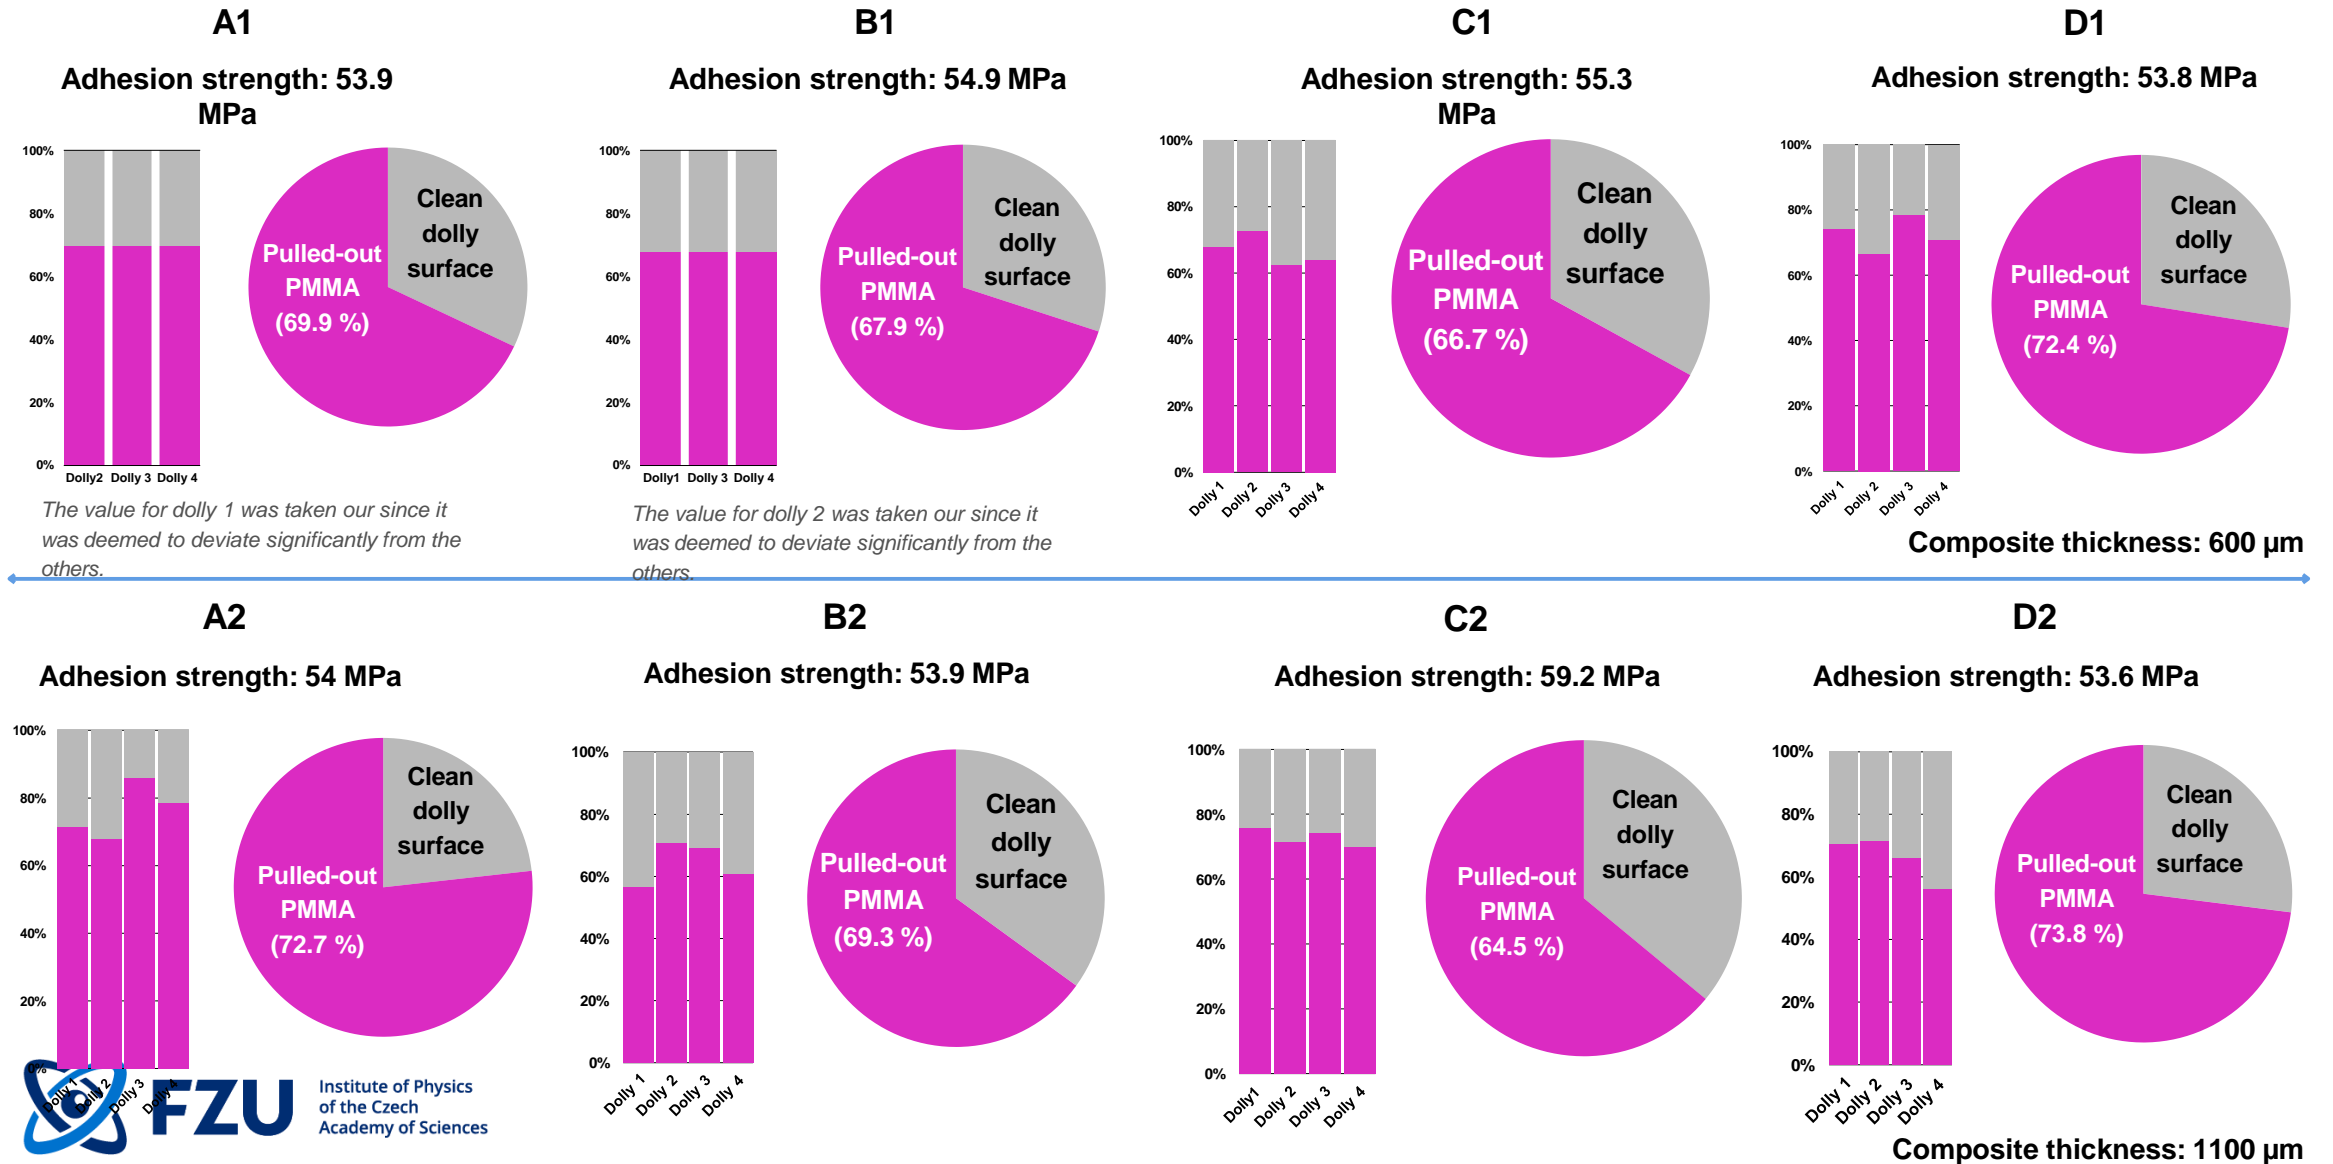 A1
Adhesion strength: 53.9
MPa
100%
80%
60%
40%
20%
0%
Dolly2 Dolly 3 Dolly 4
Pulled-out
PMMA
(69.9 %)
Clean
dolly
surface
The value for dolly 1 was taken our since it
was deemed to deviate significantly from the
others.
B1
Adhesion strength: 54.9 MPa
100%
80%
60%
40%
20%
0%
Dolly1 Dolly 3 Dolly 4
Pulled-out
PMMA
(67.9 %)
Clean
dolly
surface
The value for dolly 2 was taken our since it
was deemed to deviate significantly from the
others.
C1
Adhesion strength: 55.3
MPa
100%
80%
60%
40%
20%
0%
Dolly 1
Dolly 2
Dolly 3
Dolly 4
Pulled-out
PMMA
(66.7 %)
Clean
dolly
surface
D1
Adhesion strength: 53.8 MPa
100%
80%
60%
40%
20%
0%
Dolly 1
Dolly 2
Dolly 3
Dolly 4
Pulled-out
PMMA
(72.4 %)
Clean
dolly
surface
Composite thickness: 600 µm
A2
Adhesion strength: 54 MPa
100%
80%
60%
40%
20%
0%
Dolly 1
Dolly 2
Dolly 3
Dolly 4
Pulled-out
PMMA
(72.7 %)
Clean
dolly
surface
B2
Adhesion strength: 53.9 MPa
100%
80%
60%
40%
20%
0%
Dolly 1
Dolly 2
Dolly 3
Dolly 4
Pulled-out
PMMA
(69.3 %)
Clean
dolly
surface
C2
Adhesion strength: 59.2 MPa
100%
80%
60%
40%
20%
0%
Dolly1
Dolly 2
Dolly 3
Dolly 4
Pulled-out
PMMA
(64.5 %)
Clean
dolly
surface
D2
Adhesion strength: 53.6 MPa
100%
80%
60%
40%
20%
0%
Dolly 1
Dolly 2
Dolly 3
Dolly 4
Pulled-out
PMMA
(73.8 %)
Clean
dolly
surface
Composite thickness: 1100 µm
FZU
Institute of Physics
of the Czech
Academy of Sciences